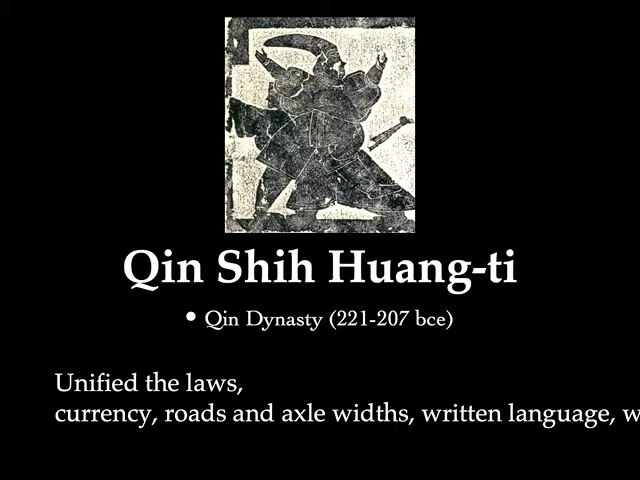 Qin Shih Huang-ti
• Qin Dynasty (221-207 bce)
Unified the laws,
currency, roads and axle widths, written language,